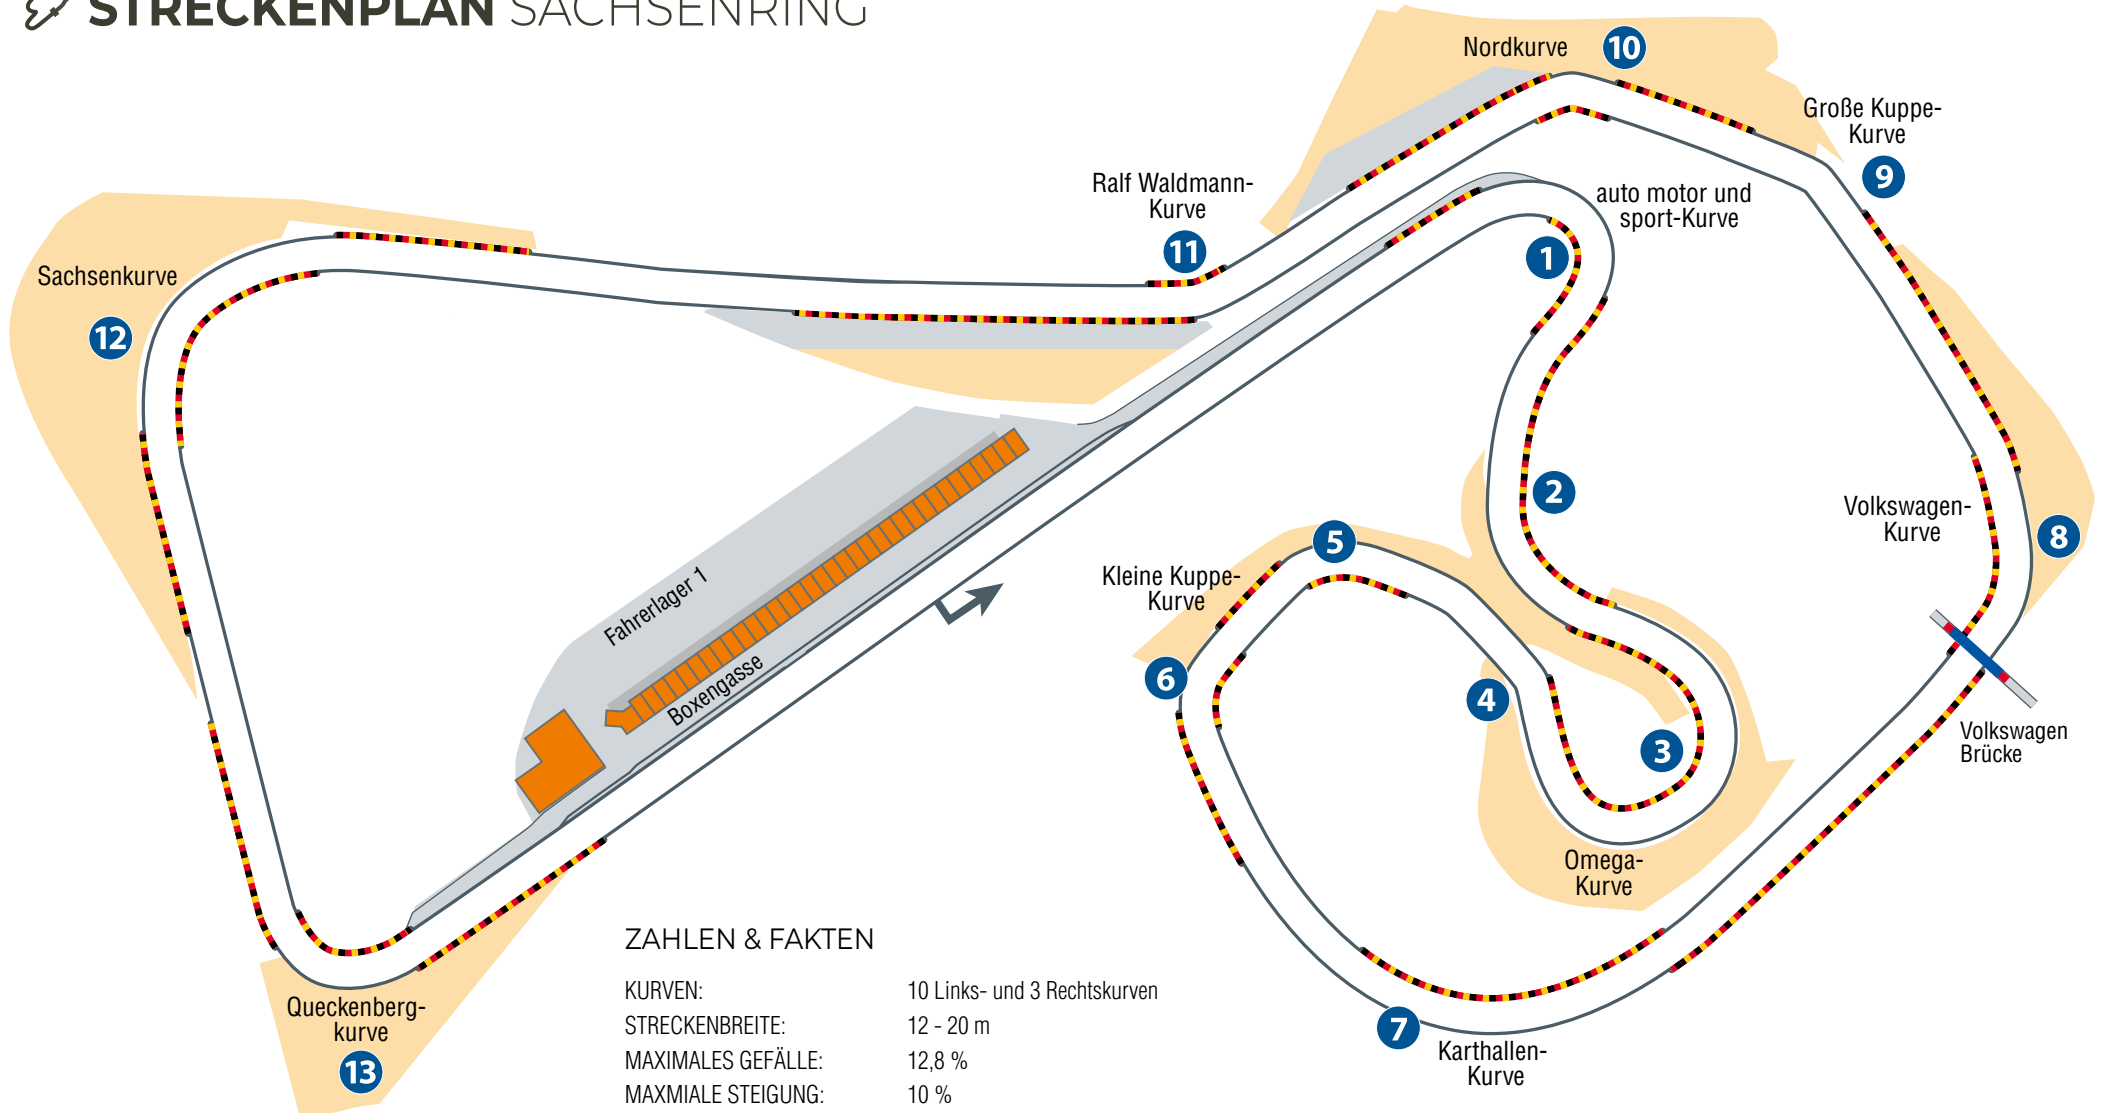 STRECKENPLAN SACHSENRING
Nordkurve
10
Große Kuppe-
Kurve
9
Ralf Waldmann-
Kurve
11
auto motor und
sport-Kurve
1
Sachsenkurve
12
2
Volkswagen-
Kurve
8
5
Kleine Kuppe-
Kurve
6
4
3
Fahrerlager 1
Boxengasse
Volkswagen
Brücke
Omega-
Kurve
7
Karthallen-
Kurve
Queckenberg-
kurve
13
ZAHLEN & FAKTEN
KURVEN: 10 Links- und 3 Rechtskurven
STRECKENBREITE: 12 - 20 m
MAXIMALES GEFÄLLE: 12,8 %
MAXMIALE STEIGUNG: 10 %